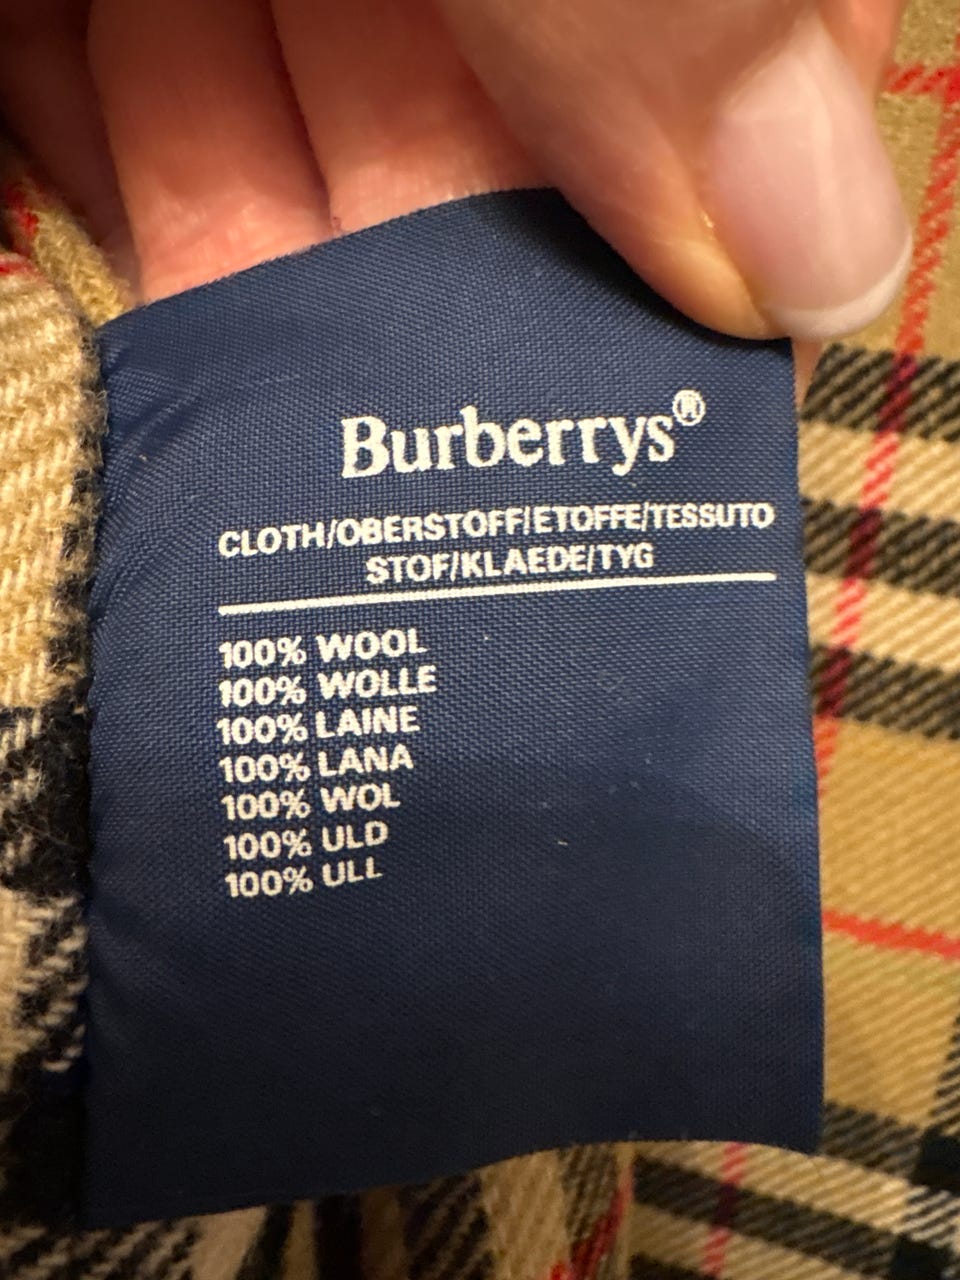 Burberrys®
CLOTH/OBERSTOFF/ETOFFE/TESSUTO
STOF/KLAEDE/TYG
100% WOOL
100% WOLLE
100% LAINE
100% LANA
100% WOL
100% ULD
100% ULL